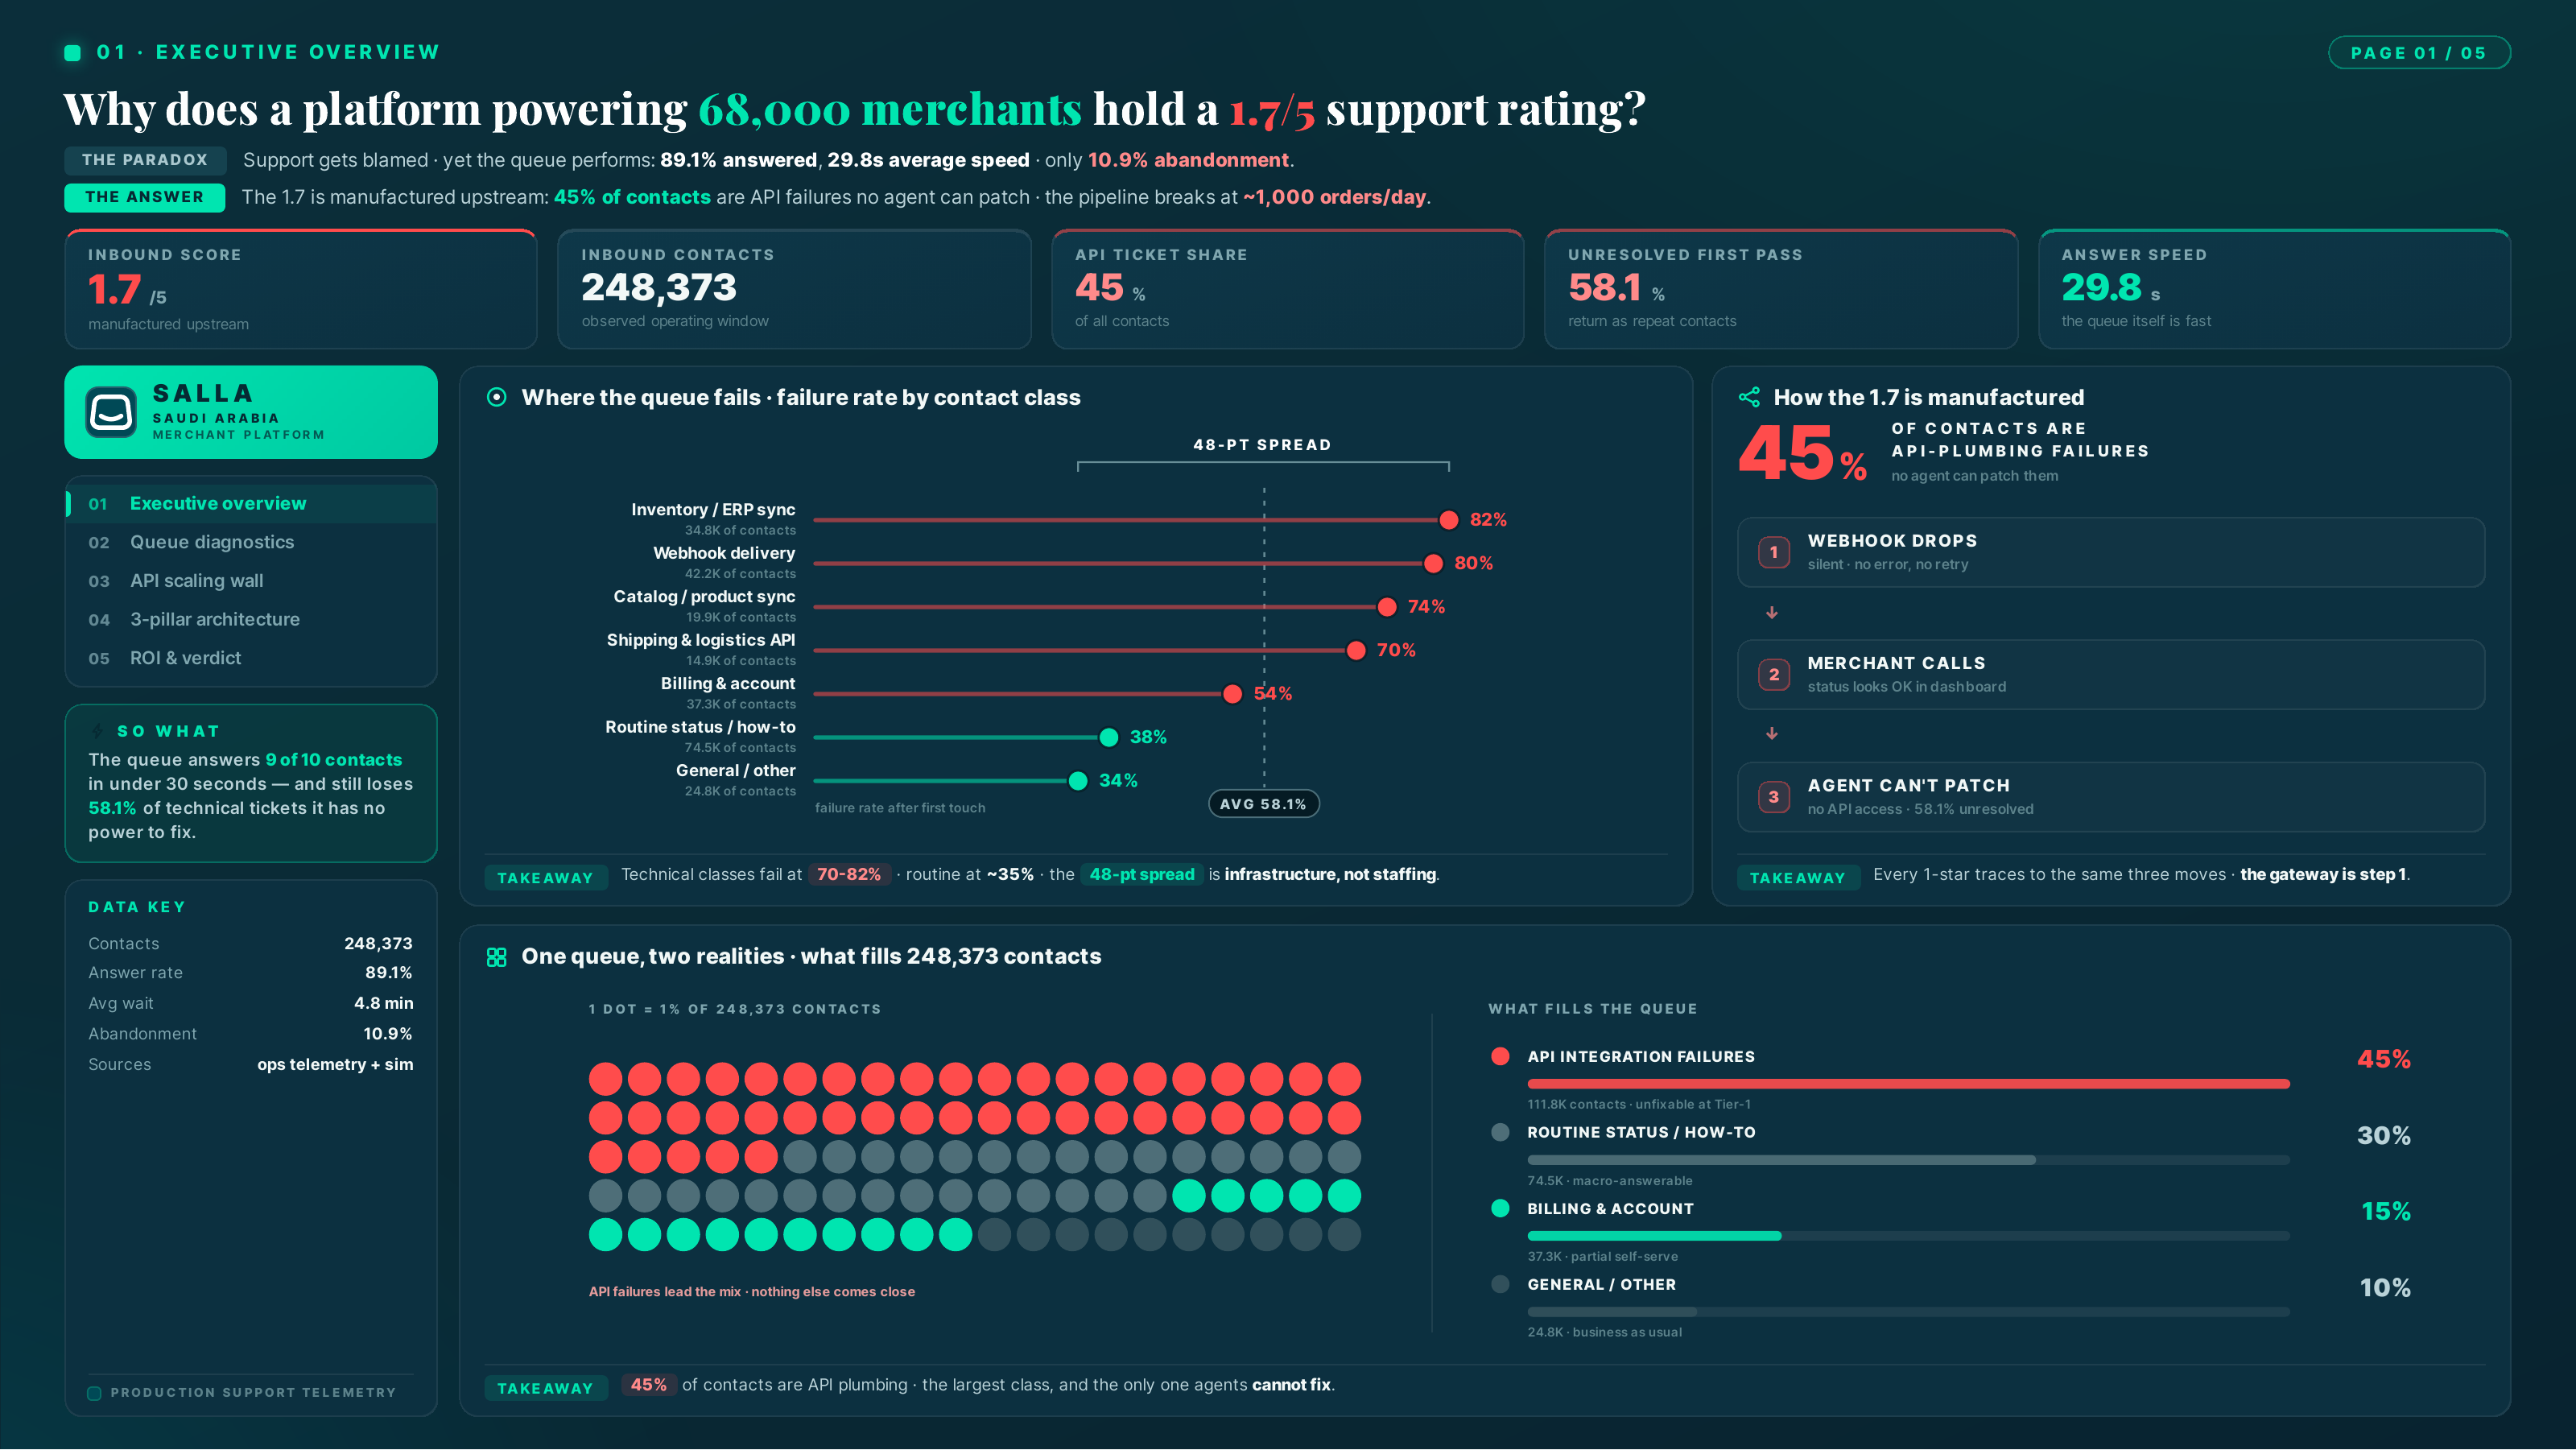 01 · EXECUTIVE OVERVIEW
PAGE 01 / 05
Why does a platform powering 68,000 merchants hold a 1.7/5 support rating?
THE PARADOX Support gets blamed · yet the queue performs: 89.1% answered, 29.8s average speed · only 10.9% abandonment.
THE ANSWER The 1.7 is manufactured upstream: 45% of contacts are API failures no agent can patch · the pipeline breaks at ~1,000 orders/day.
INBOUND SCORE
1.7 /5
manufactured upstream
INBOUND CONTACTS
248,373
observed operating window
API TICKET SHARE
45 %
of all contacts
UNRESOLVED FIRST PASS
58.1 %
return as repeat contacts
ANSWER SPEED
29.8 s
the queue itself is fast
SALLA
SAUDI ARABIA
MERCHANT PLATFORM
01 Executive overview
02 Queue diagnostics
03 API scaling wall
04 3-pillar architecture
05 ROI & verdict
SO WHAT
The queue answers 9 of 10 contacts
in under 30 seconds — and still loses
58.1% of technical tickets it has no
power to fix.
DATA KEY
Contacts 248,373
Answer rate 89.1%
Avg wait 4.8 min
Abandonment 10.9%
Sources ops telemetry + sim
PRODUCTION SUPPORT TELEMETRY
Where the queue fails · failure rate by contact class
48-PT SPREAD
Inventory / ERP sync 82%
34.8K of contacts
Webhook delivery 80%
42.2K of contacts
Catalog / product sync 74%
19.9K of contacts
Shipping & logistics API 70%
14.9K of contacts
Billing & account 54%
37.3K of contacts
Routine status / how-to 38%
74.5K of contacts
General / other 34%
24.8K of contacts
failure rate after first touch
AVG 58.1%
TAKEAWAY Technical classes fail at 70-82% · routine at ~35% · the 48-pt spread is infrastructure, not staffing.
How the 1.7 is manufactured
45%
OF CONTACTS ARE
API-PLUMBING FAILURES
no agent can patch them
1 WEBHOOK DROPS
silent · no error, no retry
2 MERCHANT CALLS
status looks OK in dashboard
3 AGENT CAN'T PATCH
no API access · 58.1% unresolved
TAKEAWAY Every 1-star traces to the same three moves · the gateway is step 1.
One queue, two realities · what fills 248,373 contacts
1 DOT = 1% OF 248,373 CONTACTS
API failures lead the mix · nothing else comes close
WHAT FILLS THE QUEUE
API INTEGRATION FAILURES 45%
111.8K contacts · unfixable at Tier-1
ROUTINE STATUS / HOW-TO 30%
74.5K · macro-answerable
BILLING & ACCOUNT 15%
37.3K · partial self-serve
GENERAL / OTHER 10%
24.8K · business as usual
TAKEAWAY 45% of contacts are API plumbing · the largest class, and the only one agents cannot fix.